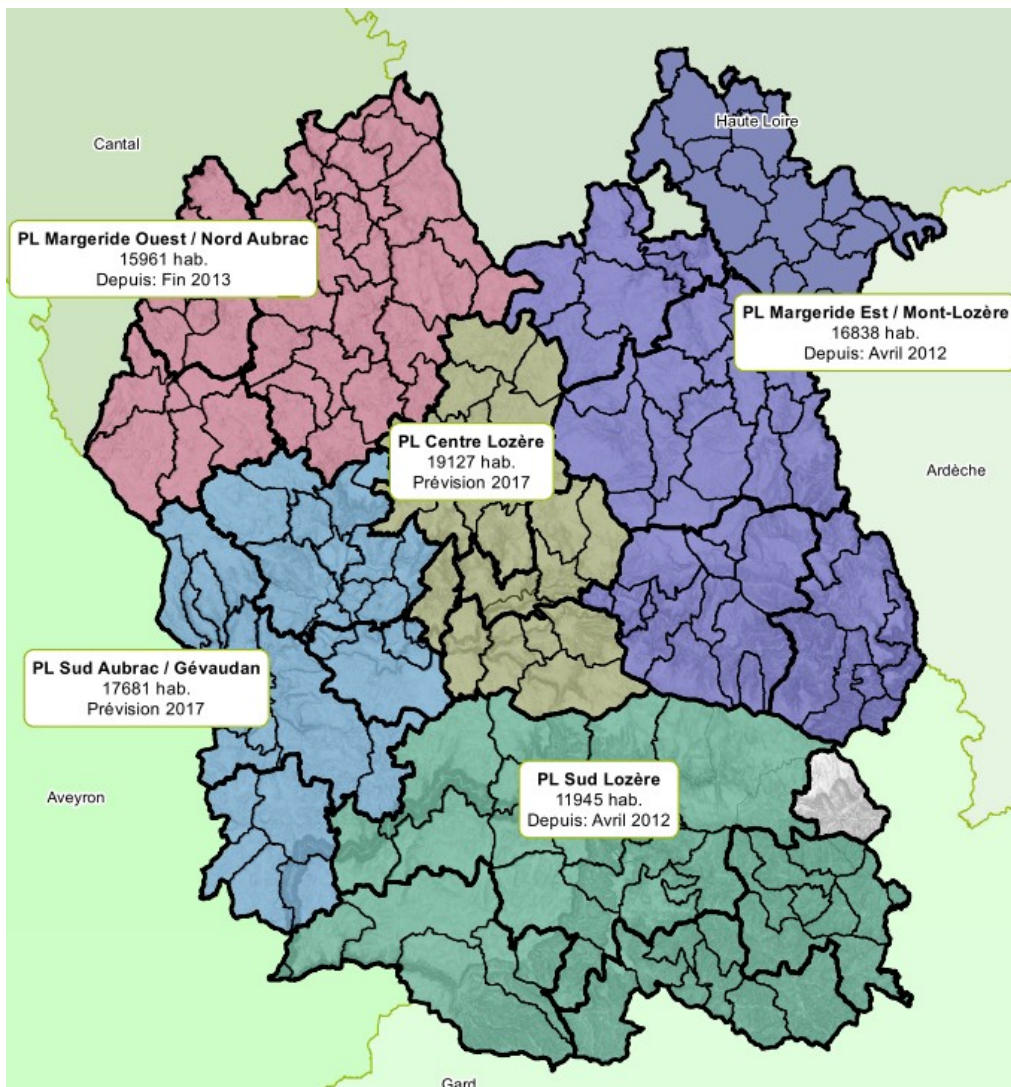 Haute Loire
Cantal
PL Margeride Ouest / Nord Aubrac
15961 hab.
Depuis: Fin 2013
PL Margeride Est / Mont-Lozère
16838 hab.
Depuis: Avril 2012
PL Centre Lozère
19127 hab.
Prévision 2017
Ardèche
PL Sud Aubrac / Gévaudan
17681 hab.
Prévision 2017
PL Sud Lozère
11945 hab.
Depuis: Avril 2012
Aveyron
Gard